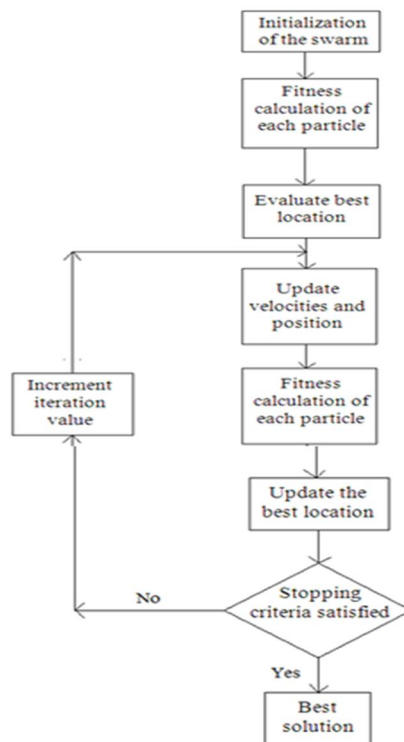 Initialization
of the swarm
Fitness
calculation of
each particle
Evaluate best
location
Update
velocities and
position
Increment
iteration
value
Fitness
calculation of
each particle
Update the
best location
Stopping
criteria satisfied
No
Yes
Best
solution